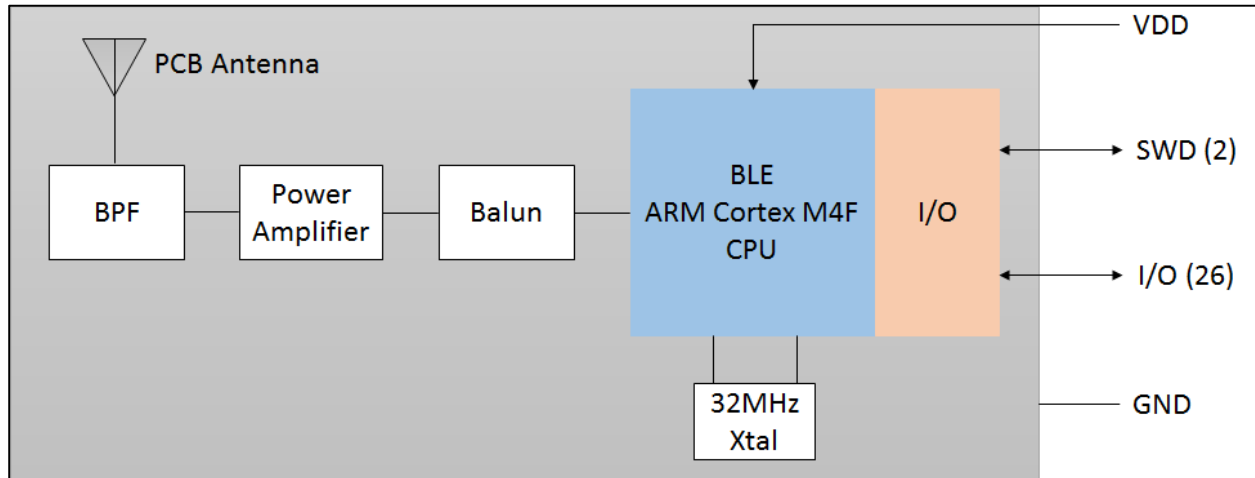 PCB Antenna
BPF
Power
Amplifier
Balun
BLE
ARM Cortex M4F
CPU
I/O
32MHz
Xtal
VDD
SWD (2)
I/O (26)
GND